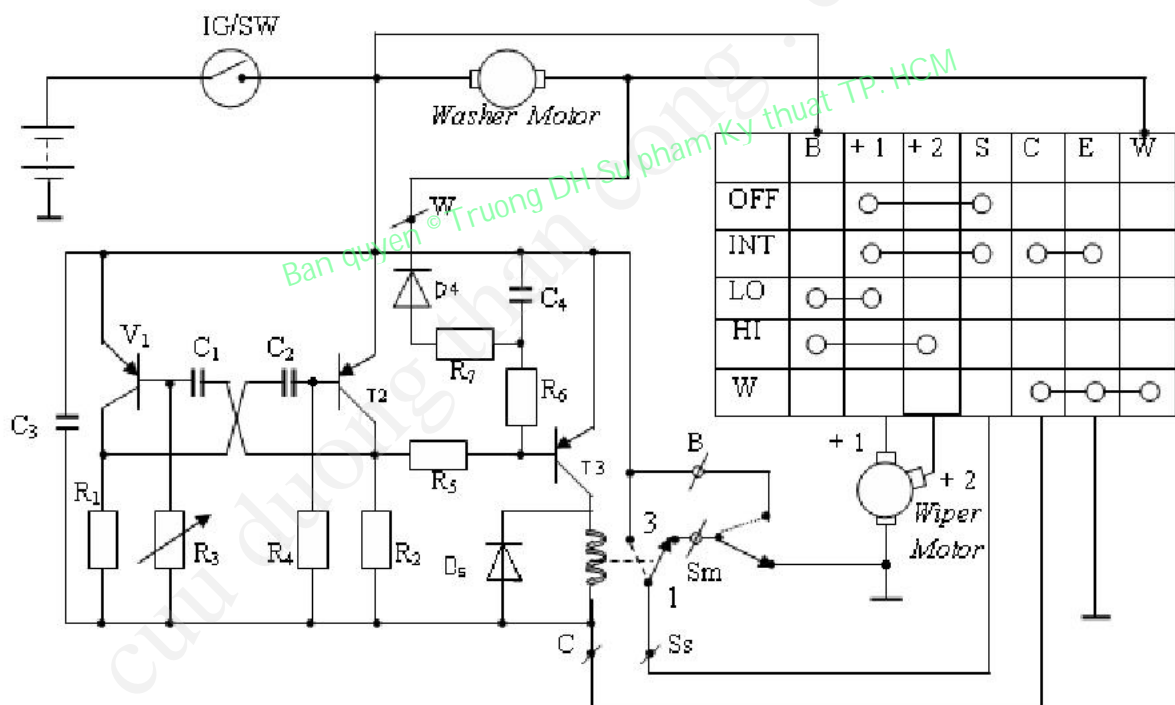 IG/SW
Washer Motor
B + 1 + 2 S C E W
OFF
INT
LO
HI
W
W
D4
C4
R7
R6
V1
C1
C2
T2
C3
R5
T3
R1
R3
R4
R2
D5
B
3
Sm
1
C
Ss
+ 1
+ 2
Wiper
Motor
Ban quyen © Truong DH Su pham Ky thuat TP. HCM
cuu duong than cong . c